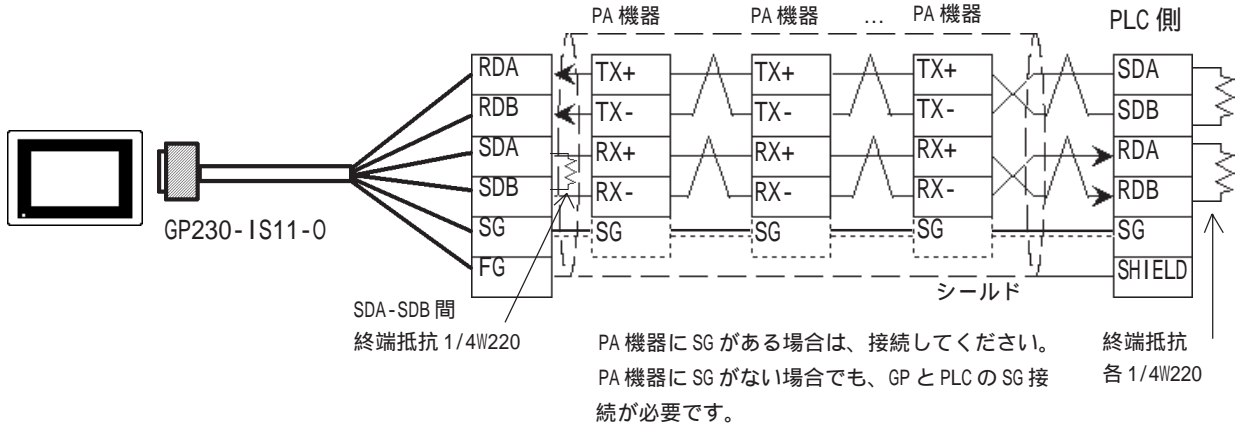 PA 機器
PA 機器
...
PA 機器
PLC 側
RDA
RDB
SDA
SDB
SG
FG
TX+
TX-
RX+
RX-
SG
TX+
TX-
RX+
RX-
SG
TX+
TX-
RX+
RX-
SG
SDA
SDB
RDA
RDB
SG
SHIELD
GP230-IS11-O
シールド
SDA-SDB 間
終端抵抗 1/4W220
PA 機器に SG がある場合は、接続してください。
PA 機器に SG がない場合でも、GP と PLC の SG 接
続が必要です。
終端抵抗
各 1/4W220